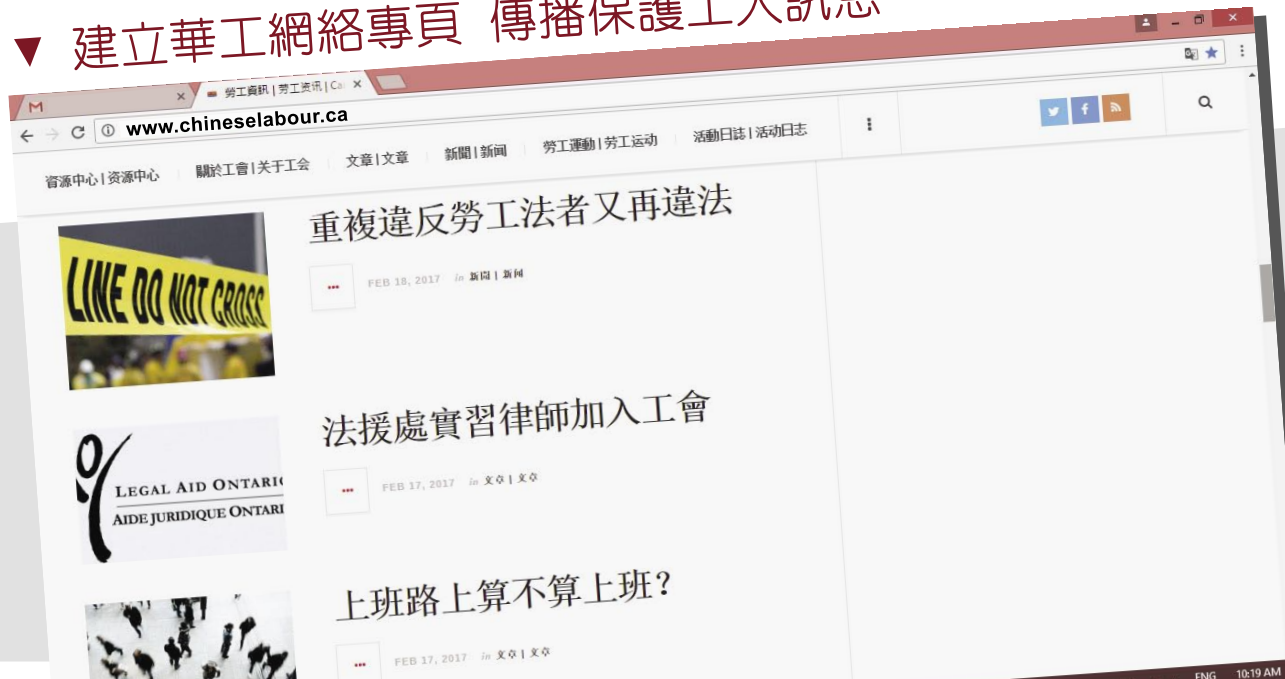 ▼ 建立華工網絡專頁 傳播保護工人訊息
勞工資訊 | 劳工资讯 | Ca
www.chineselabour.ca
資源中心 | 资源中心 關於工會 | 关于工会 文章 | 文章 新聞 | 新闻 勞工運動 | 劳工运动 活動日誌 | 活动日志
重複違反勞工法者又再違法
FEB 18, 2017 in 新聞 | 新闻
LINE DO NOT CROSS
法援處實習律師加入工會
FEB 17, 2017 in 文章 | 文章
LEGAL AID ONTARIO
AIDE JURIDIQUE ONTARI
上班路上算不算上班？
FEB 17, 2017 in 文章 | 文章
ENG 10:19 AM